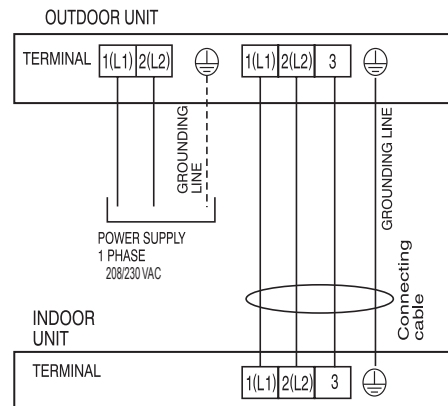 OUTDOOR UNIT
TERMINAL
1(L1) 2(L2)
1(L1) 2(L2) 3
GROUNDING
LINE
GROUNDING LINE
POWER SUPPLY
1 PHASE
208/230 VAC
Connecting
cable
INDOOR
UNIT
TERMINAL
1(L1) 2(L2) 3